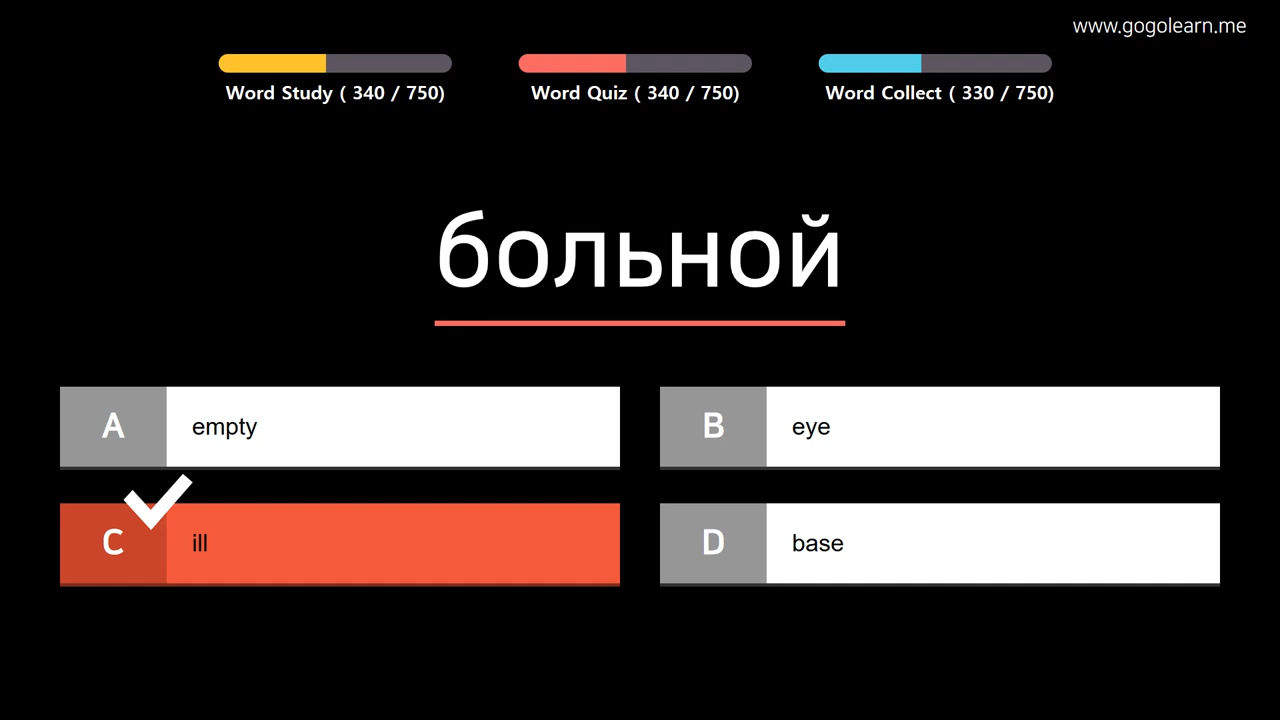 www.gogolearn.me
Word Study ( 340 / 750)
Word Quiz ( 340 / 750)
Word Collect ( 330 / 750)
больной
A empty
B eye
C ill
D base